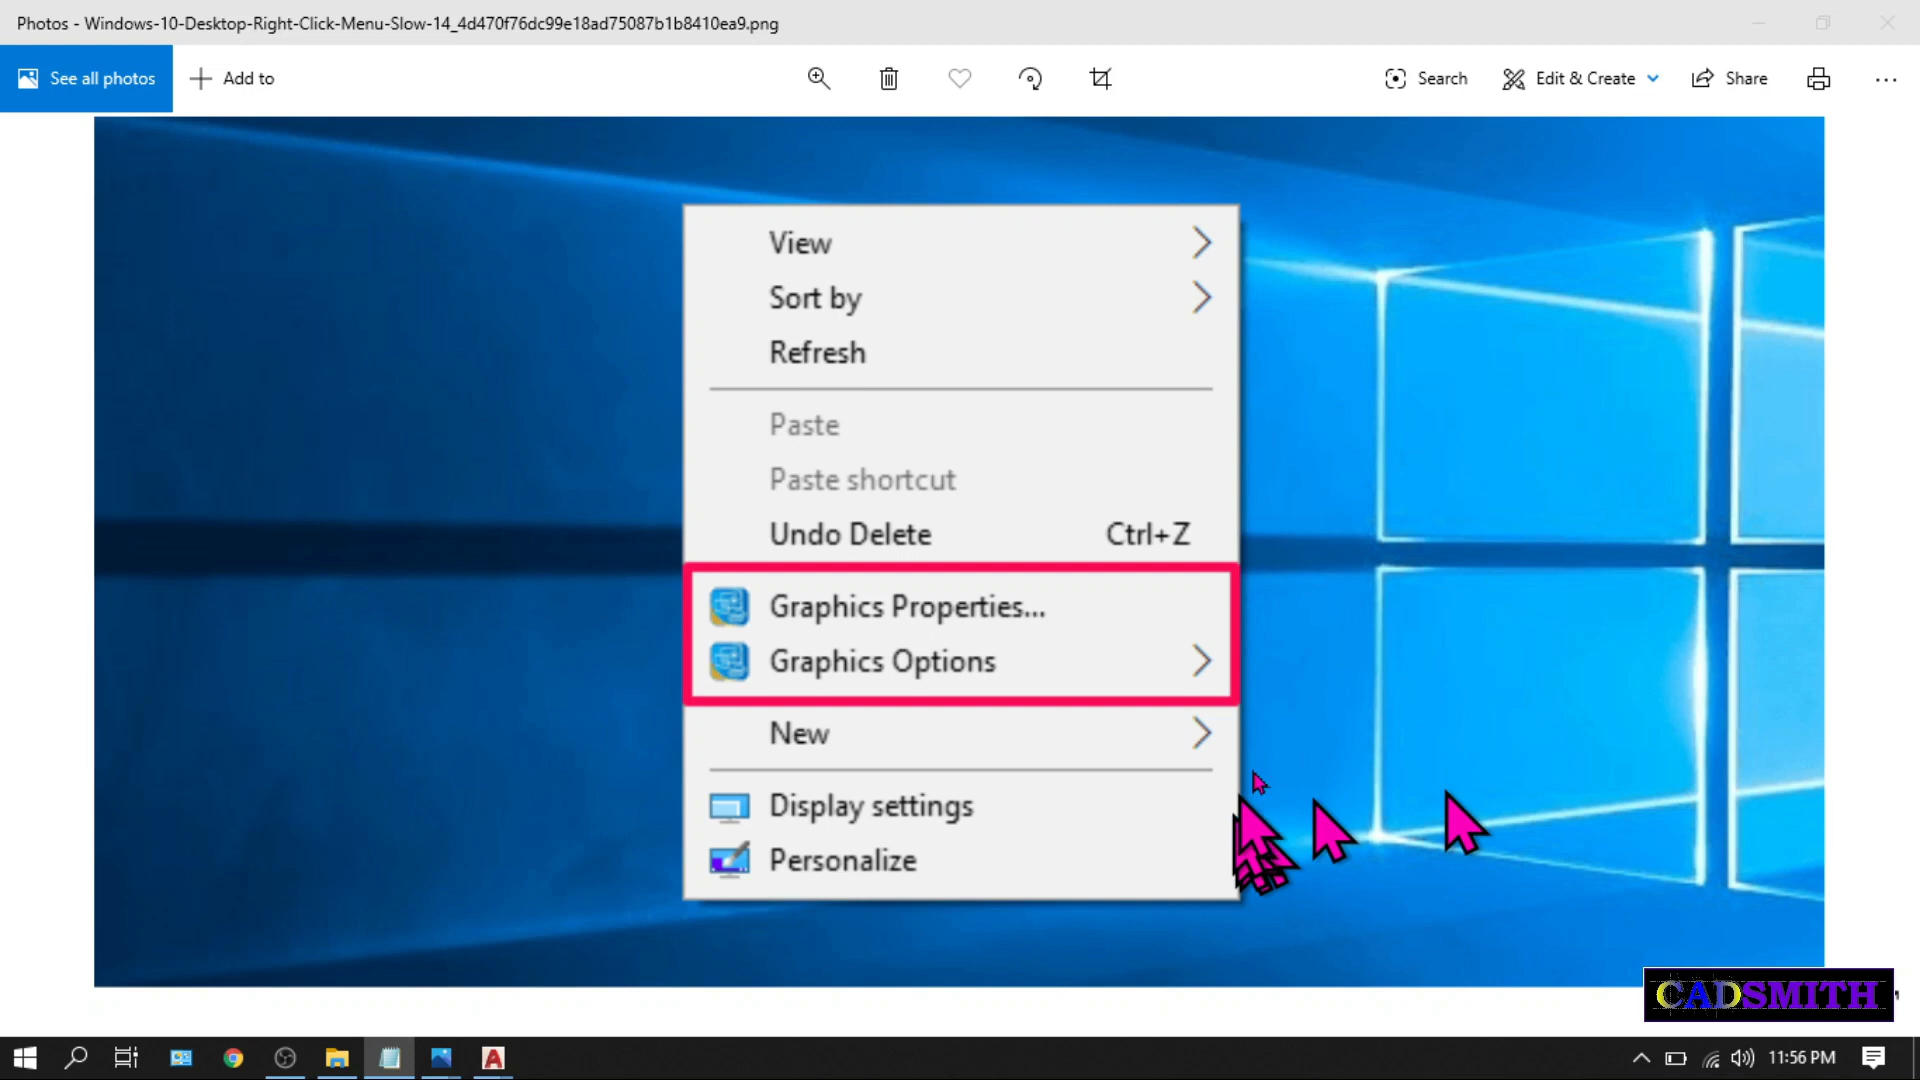 Photos - Windows-10-Desktop-Right-Click-Menu-Slow-14_4d470f76dc99e18ad75087b1b8410ea9.png
See all photos
Add to
Search
Edit & Create
Share
View
Sort by
Refresh
Paste
Paste shortcut
Undo Delete Ctrl+Z
Graphics Properties...
Graphics Options
New
Display settings
Personalize
CADSMITH
11:56 PM